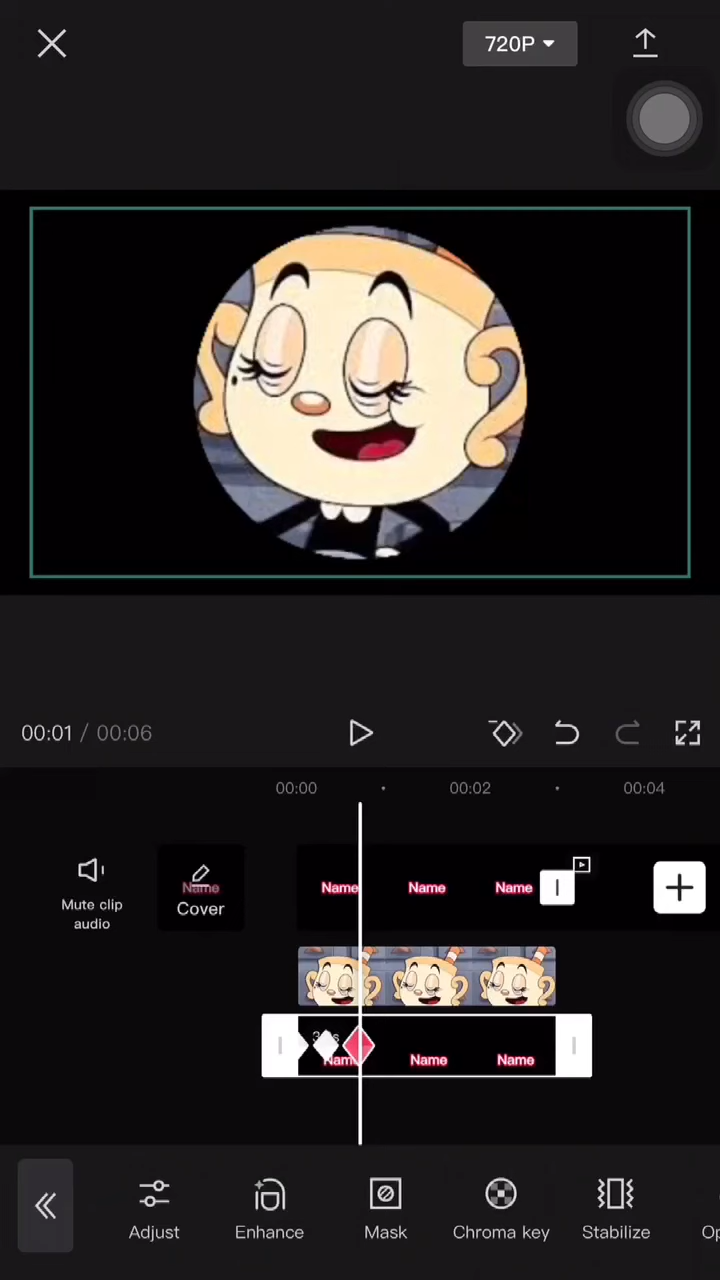 720P
00:01 / 00:06
00:00
00:02
00:04
Mute clip
audio
Name
Cover
Name
Name
Name
Name
Name
Adjust
Enhance
Mask
Chroma key
Stabilize